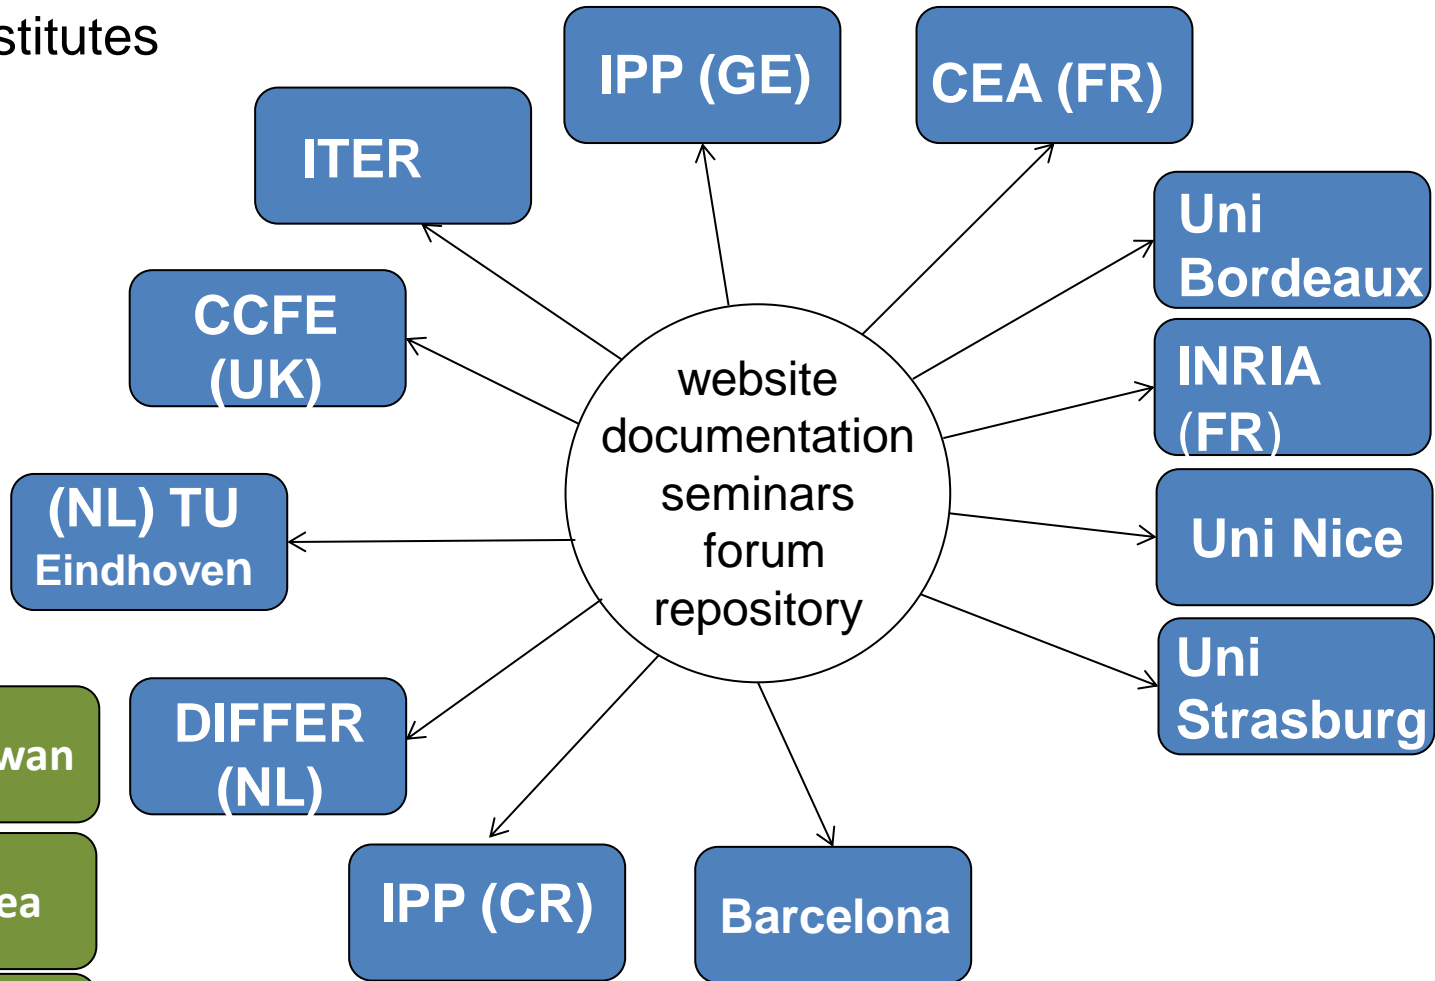 stitutes
IPP (GE)
CEA (FR)
ITER
Uni
Bordeaux
CCFE
(UK)
INRIA
(FR)
website
documentation
seminars
forum
repository
(NL) TU
Eindhoven
Uni Nice
Uni
Strasburg
DIFFER
(NL)
wan
ea
IPP (CR)
Barcelona